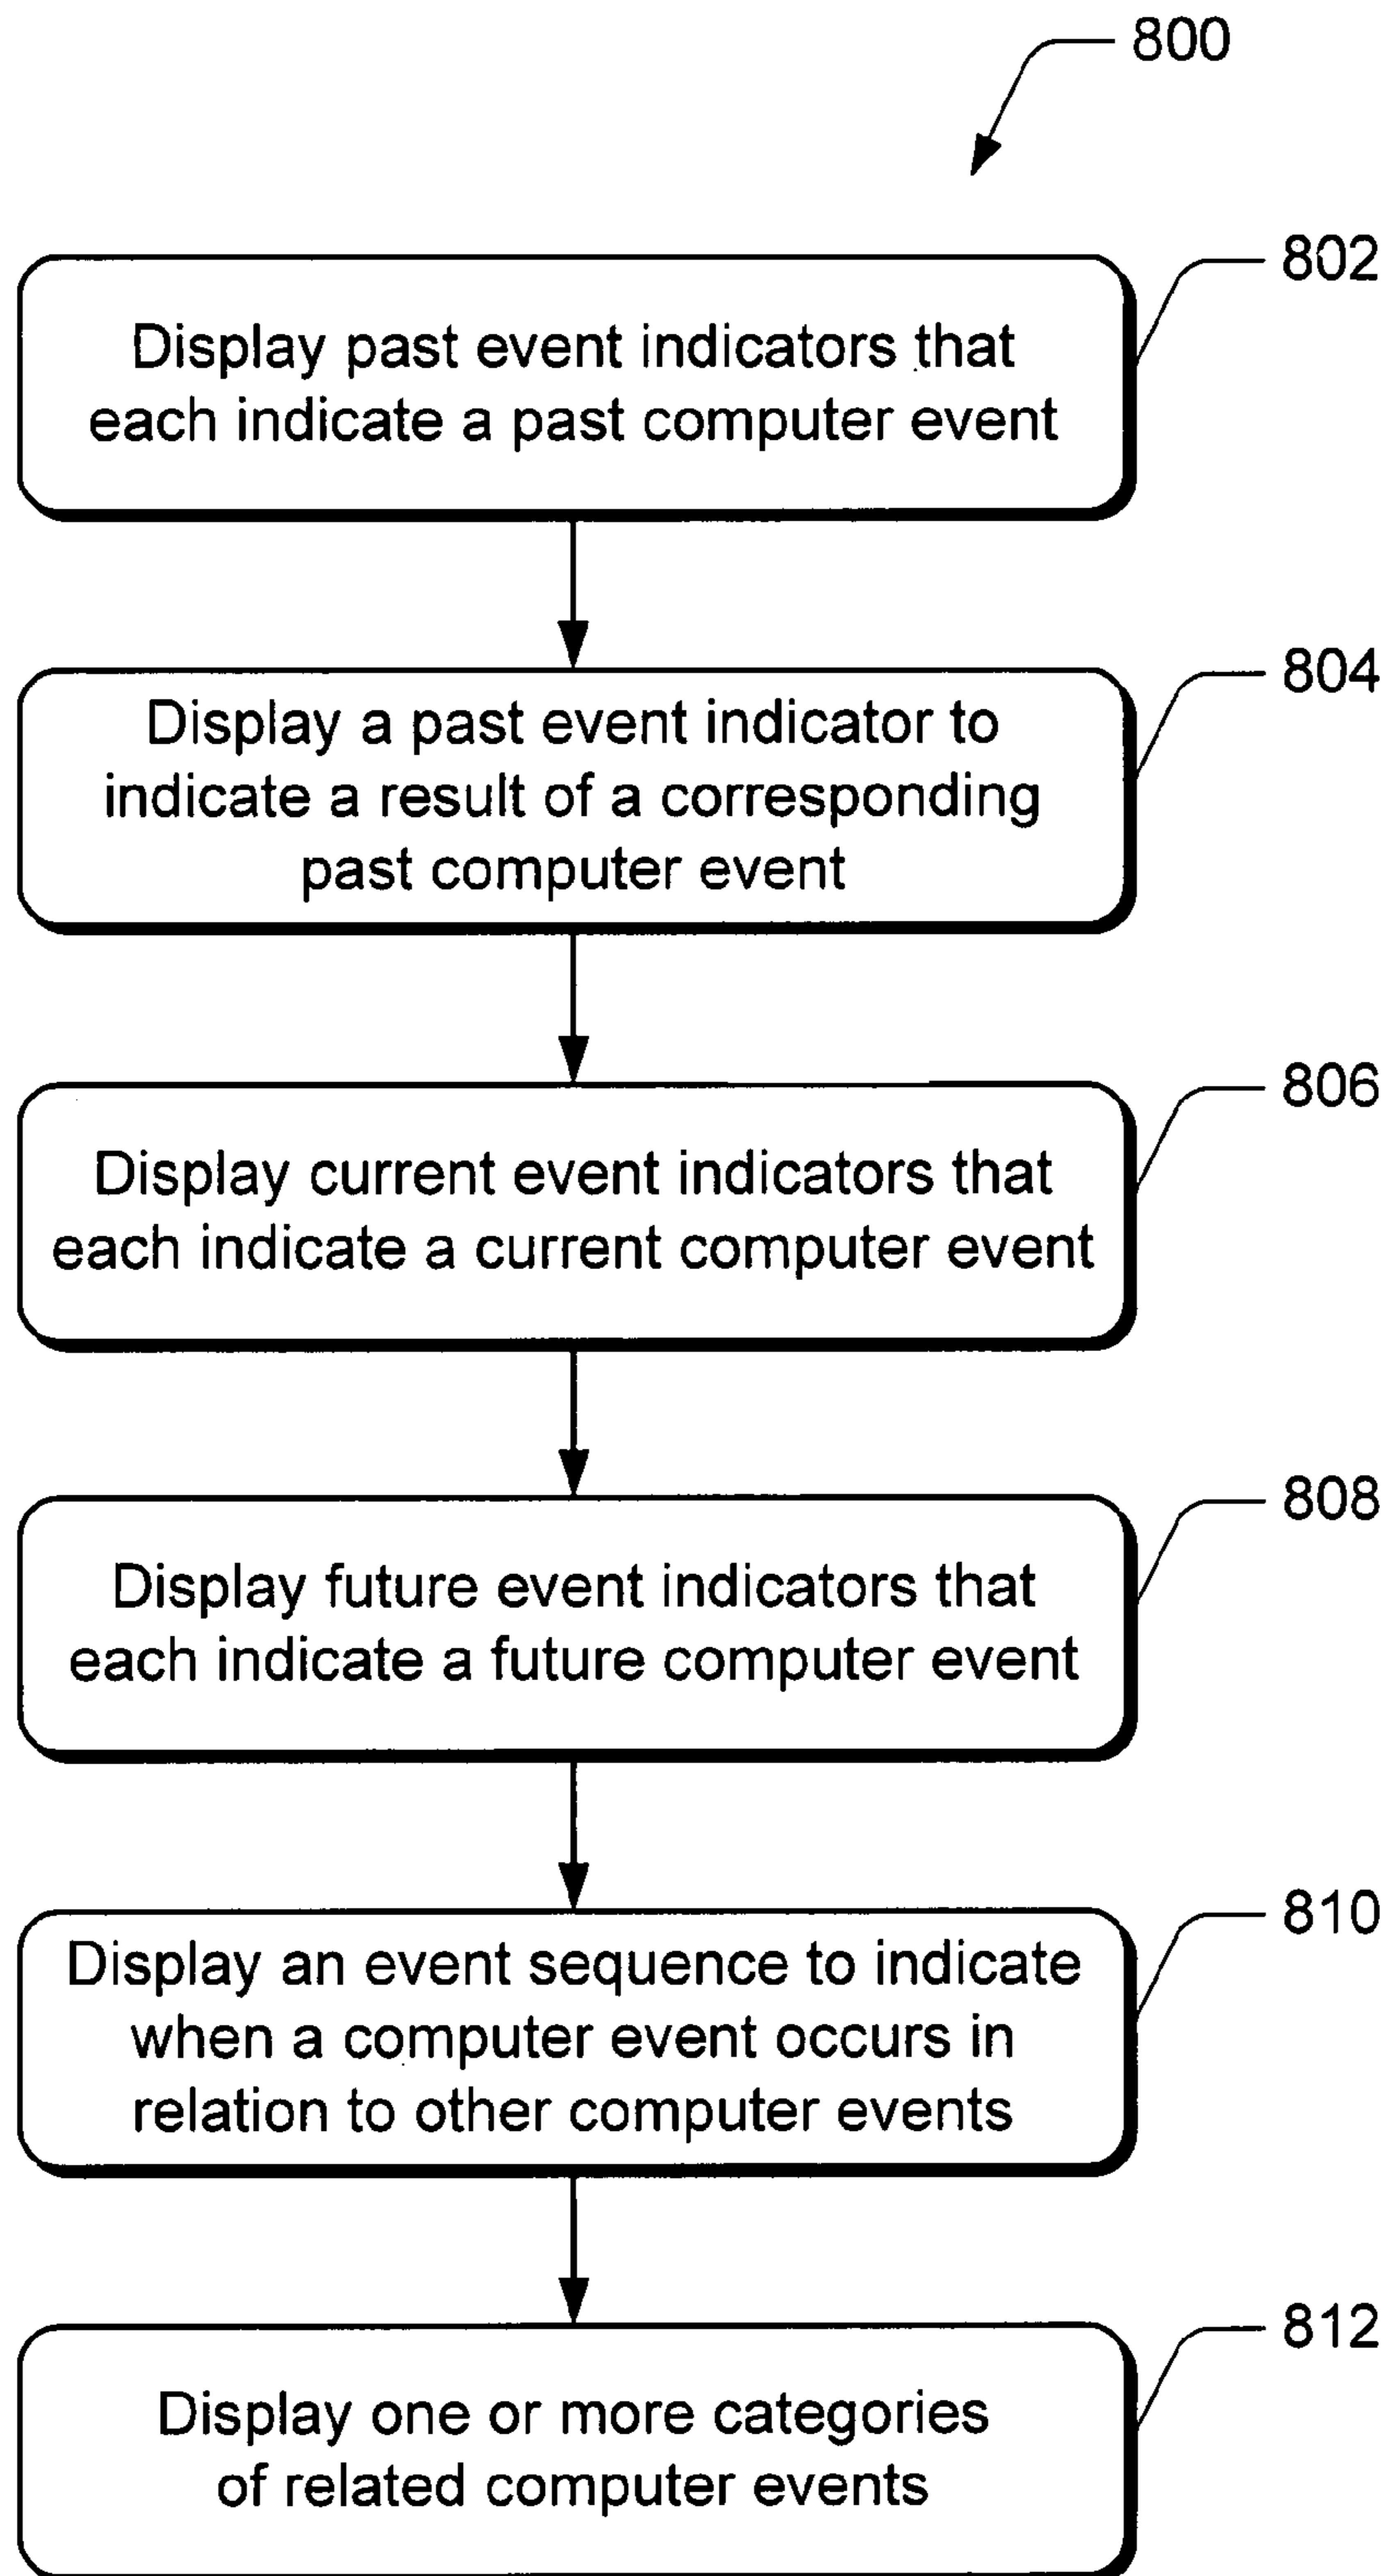 800
802
Display past event indicators that
each indicate a past computer event
804
Display a past event indicator to
indicate a result of a corresponding
past computer event
806
Display current event indicators that
each indicate a current computer event
808
Display future event indicators that
each indicate a future computer event
810
Display an event sequence to indicate
when a computer event occurs in
relation to other computer events
812
Display one or more categories
of related computer events